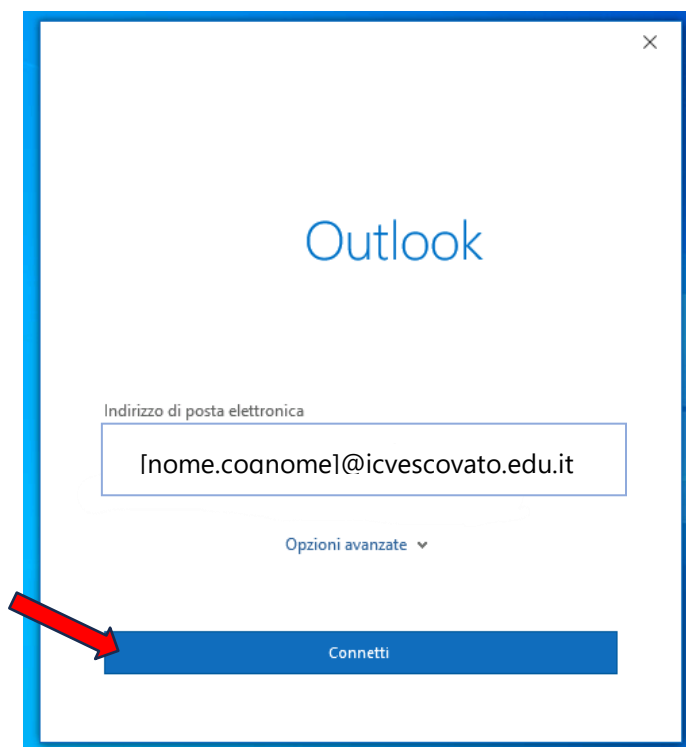 Outlook
Indirizzo di posta elettronica
[nome.cognome]@icvescovato.edu.it
Opzioni avanzate
Connetti